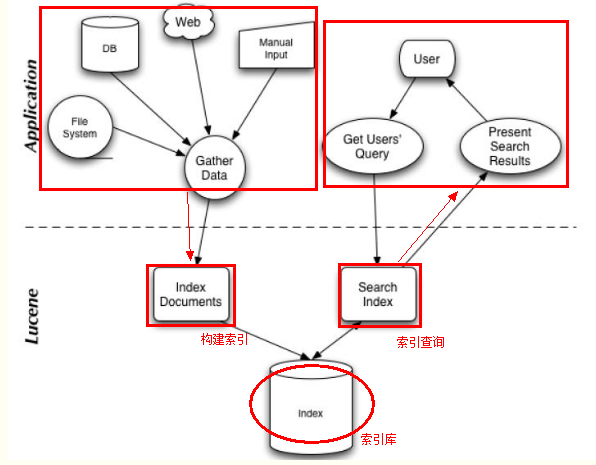 Application
DB
Web
Manual
Input
File
System
Gather
Data
User
Get Users'
Query
Present
Search
Results
Lucene
Index
Documents
构建索引
Search
Index
索引查询
Index
索引库